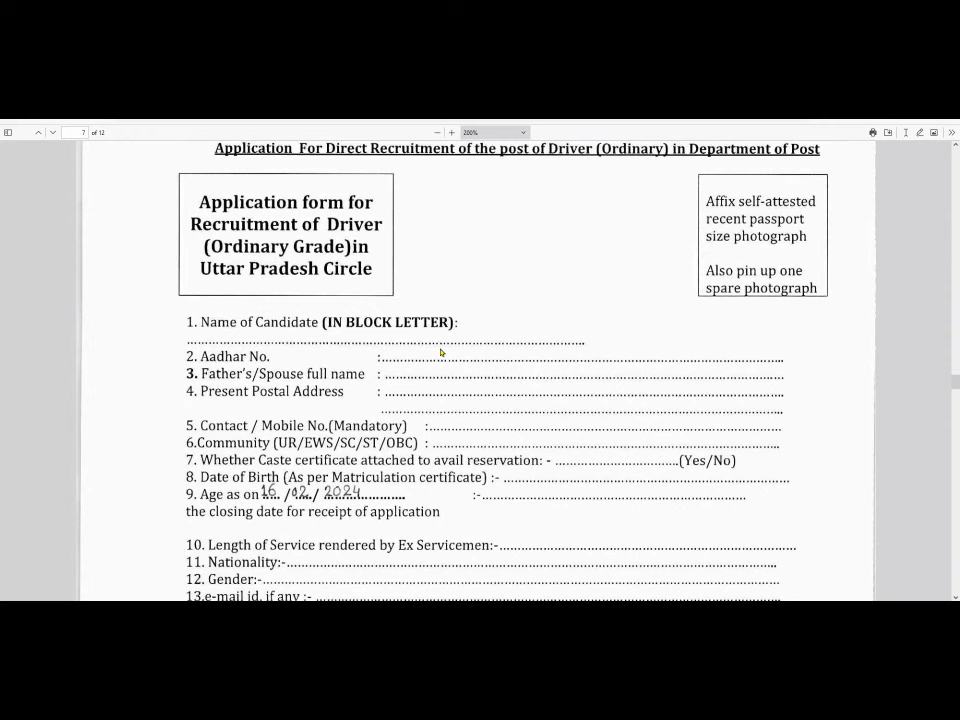 7 of 12 200%
Application For Direct Recruitment of the post of Driver (Ordinary) in Department of Post
Application form for
Recruitment of Driver
(Ordinary Grade)in
Uttar Pradesh Circle
Affix self-attested
recent passport
size photograph
Also pin up one
spare photograph
1. Name of Candidate (IN BLOCK LETTER):
................................................................................................
2. Aadhar No. :................................................................................................
3. Father's/Spouse full name : ................................................................................................
4. Present Postal Address : ................................................................................................
................................................................................................
5. Contact / Mobile No.(Mandatory) :....................................................................................
6.Community (UR/EWS/SC/ST/OBC) : ....................................................................................
7. Whether Caste certificate attached to avail reservation: - ..............................(Yes/No)
8. Date of Birth (As per Matriculation certificate) :- ......................................................................
9. Age as on 16 /02/ 2024 :-................................................................
the closing date for receipt of application
10. Length of Service rendered by Ex Servicemen:-........................................................................
11. Nationality:-........................................................................................................................
12. Gender:-............................................................................................................................
13.e-mail id, if any :- ................................................................................................................